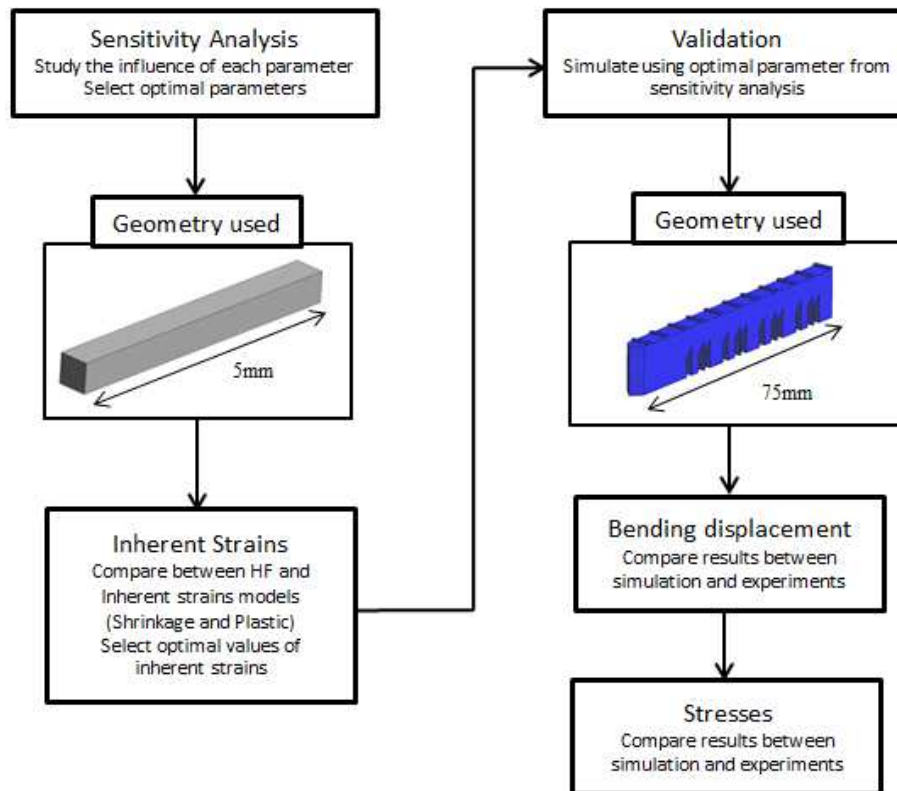 Sensitivity Analysis
Study the influence of each parameter
Select optimal parameters
Geometry used
5mm
Inherent Strains
Compare between HF and
Inherent strains models
(Shrinkage and Plastic)
Select optimal values of
inherent strains
Validation
Simulate using optimal parameter from
sensitivity analysis
Geometry used
75mm
Bending displacement
Compare results between
simulation and experiments
Stresses
Compare results between
simulation and experiments